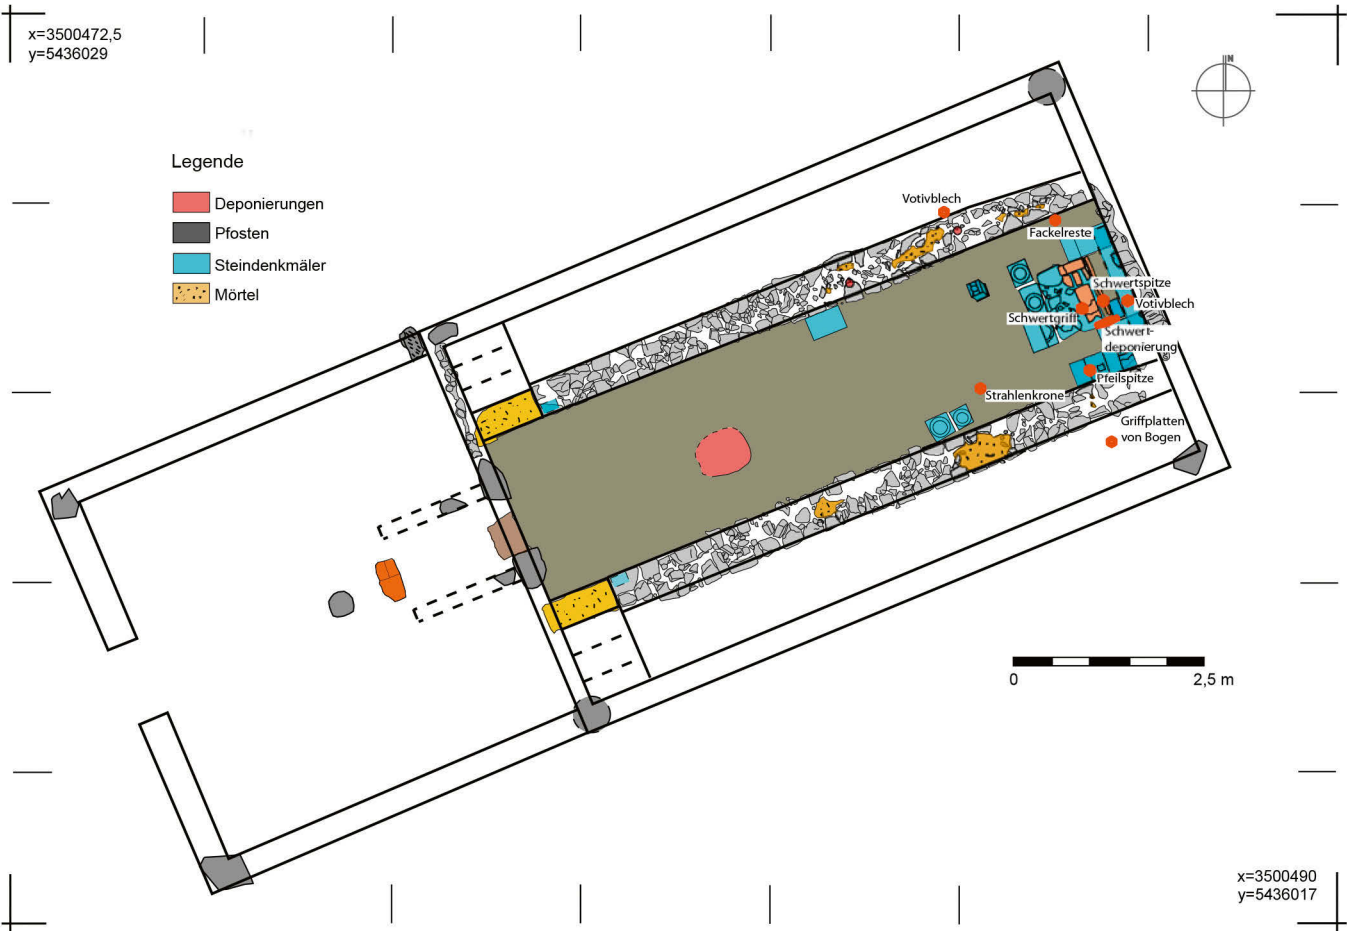 x=3500472,5
y=5436029
N
Legende
Deponierungen
Pfosten
Steindenkmäler
Mörtel
Votivblech
Fackelreste
Schwertspitze
Votivblech
Schwertgriff
Schwert-
deponierung
Pfeilspitze
Strahlenkrone
Griffplatten
von Bogen
0
2,5 m
x=3500490
y=5436017